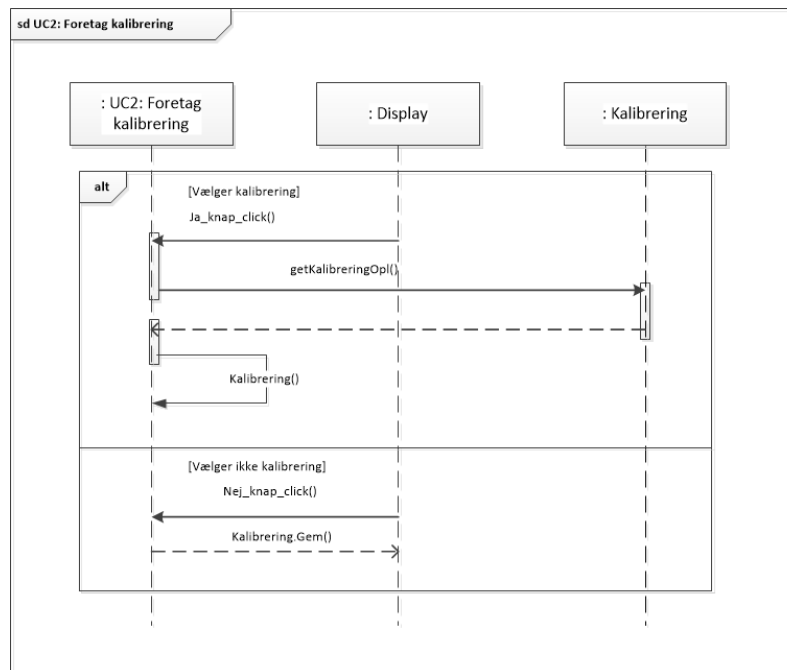 sd UC2: Foretag kalibrering
: UC2: Foretag
kalibrering
: Display
: Kalibrering
alt
[Vælger kalibrering]
Ja_knap_click()
getKalibreringOpl()
Kalibrering()
[Vælger ikke kalibrering]
Nej_knap_click()
Kalibrering.Gem()